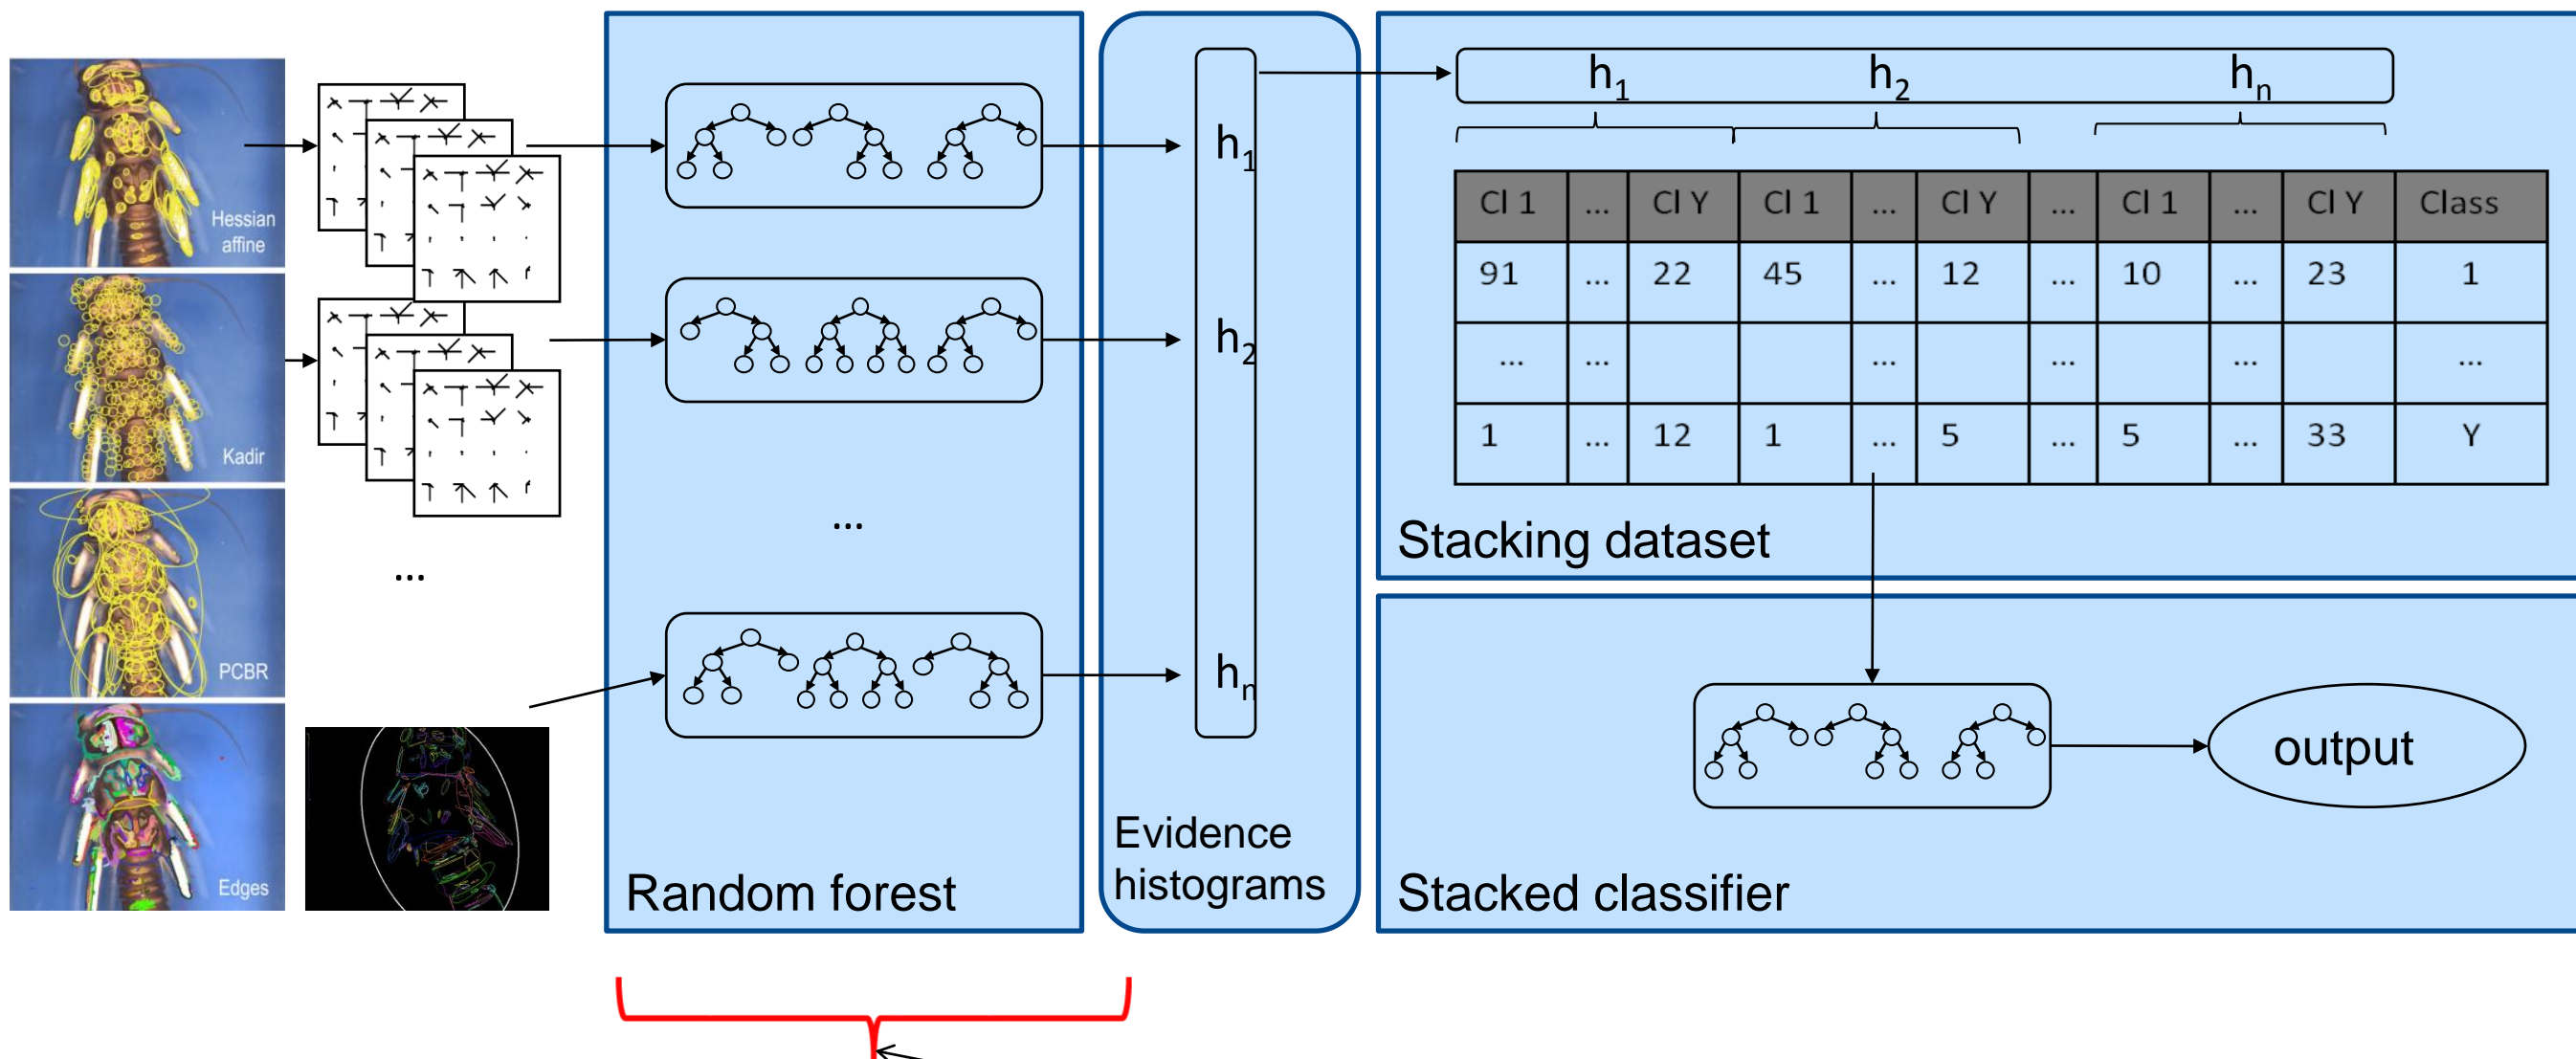 Hessian
affine
Kadir
PCBR
Edges
...
Random forest
...
Evidence
histograms
h1
h2
hn
h1 h2 hn
Cl 1 ... Cl Y Cl 1 ... Cl Y ... Cl 1 ... Cl Y Class
91 ... 22 45 ... 12 ... 10 ... 23 1
... ... ... ... ... ...
1 ... 12 1 ... 5 ... 5 ... 33 Y
Stacking dataset
output
Stacked classifier